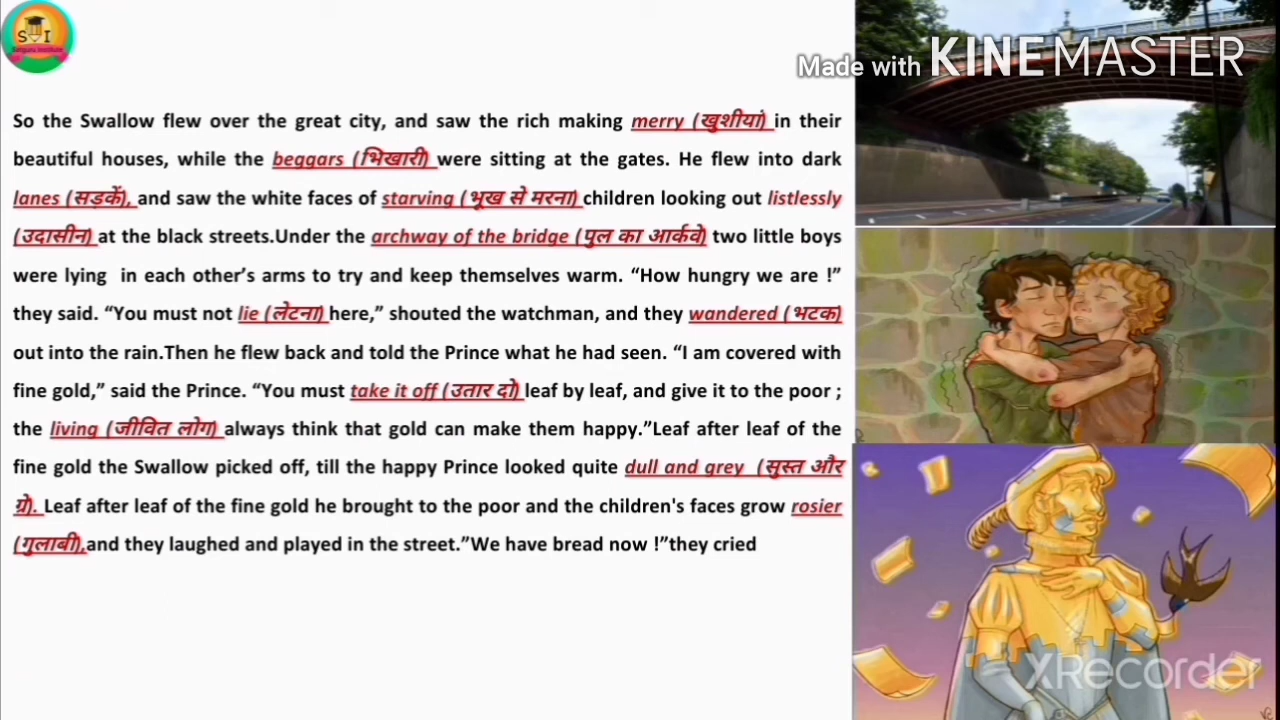 S I
Made with KINEMASTER
So the Swallow flew over the great city, and saw the rich making merry (खुशीयां) in their
beautiful houses, while the beggars (भिखारी) were sitting at the gates. He flew into dark
lanes (सड़कें), and saw the white faces of starving (भूख से मरना) children looking out listlessly
(उदासीन) at the black streets.Under the archway of the bridge (पुल का आर्कवे) two little boys
were lying in each other’s arms to try and keep themselves warm. “How hungry we are !”
they said. “You must not lie (लेटना) here,” shouted the watchman, and they wandered (भटक)
out into the rain.Then he flew back and told the Prince what he had seen. “I am covered with
fine gold,” said the Prince. “You must take it off (उतार दो) leaf by leaf, and give it to the poor ;
the living (जीवित लोग) always think that gold can make them happy.”Leaf after leaf of the
fine gold the Swallow picked off, till the happy Prince looked quite dull and grey (सुस्त और
ग्रे). Leaf after leaf of the fine gold he brought to the poor and the children's faces grow rosier
(गुलाबी),and they laughed and played in the street.”We have bread now !”they cried
XRecorder